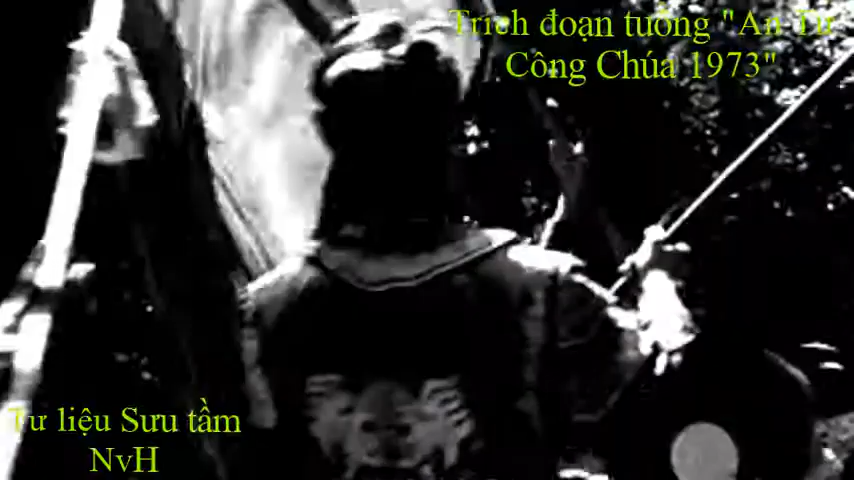 Trích đoạn tuồng "An Tư
Công Chúa 1973"
Tư liệu Sưu tầm
NvH